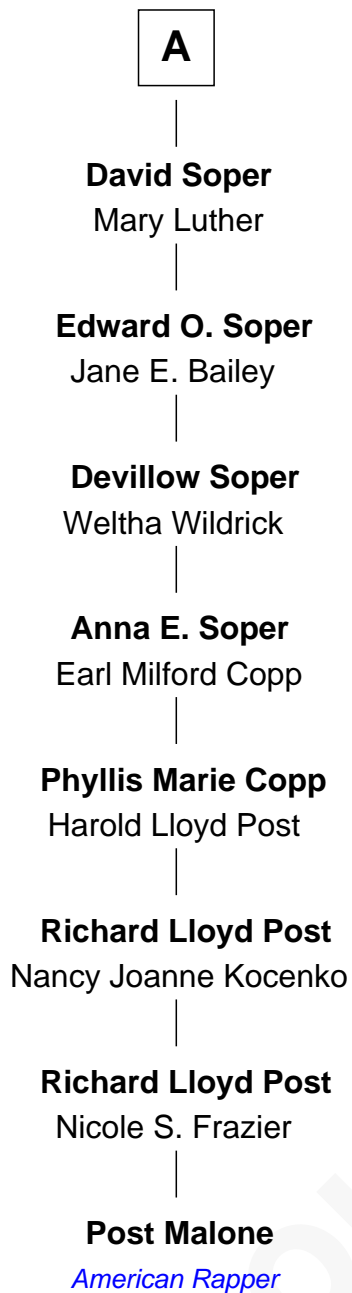 A
David Soper
Mary Luther
Edward O. Soper
Jane E. Bailey
Devillow Soper
Weltha Wildrick
Anna E. Soper
Earl Milford Copp
Phyllis Marie Copp
Harold Lloyd Post
Richard Lloyd Post
Nancy Joanne Kocenko
Richard Lloyd Post
Nicole S. Frazier
Post Malone
American Rapper